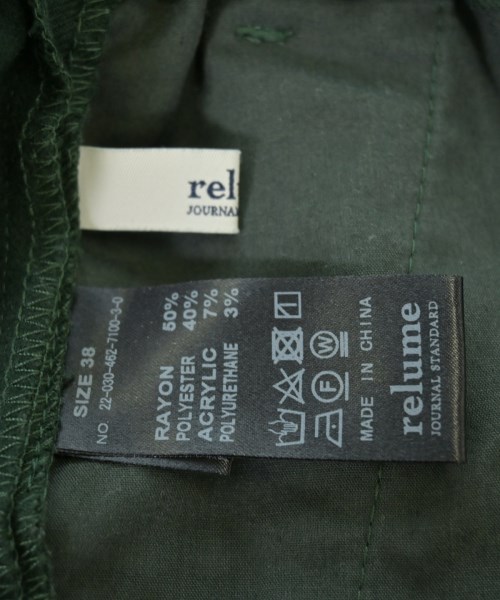 relu
JOURNA
SIZE 38
NO. 22-030-462-7100-3-0
RAYON 50%
POLYESTER 40%
ACRYLIC 7%
POLYURETHANE 3%
F W
MADE IN CHINA
relume
JOURNAL STANDARD